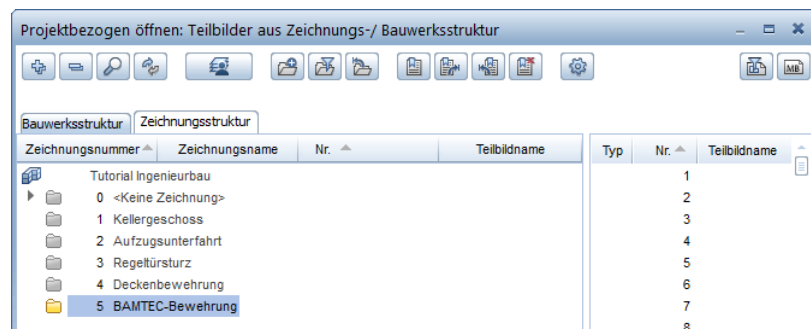 Projektbezogen öffnen: Teilbilder aus Zeichnungs-/ Bauwerksstruktur
MB
Bauwerksstruktur Zeichnungsstruktur
Zeichnungsnummer Zeichnungsname Nr. Teilbildname Typ Nr. Teilbildname
Tutorial Ingenieurbau 1
0 <Keine Zeichnung> 2
1 Kellergeschoss 3
2 Aufzugsunterfahrt 4
3 Regeltürsturz 5
4 Deckenbewehrung 6
5 BAMTEC-Bewehrung 7
8